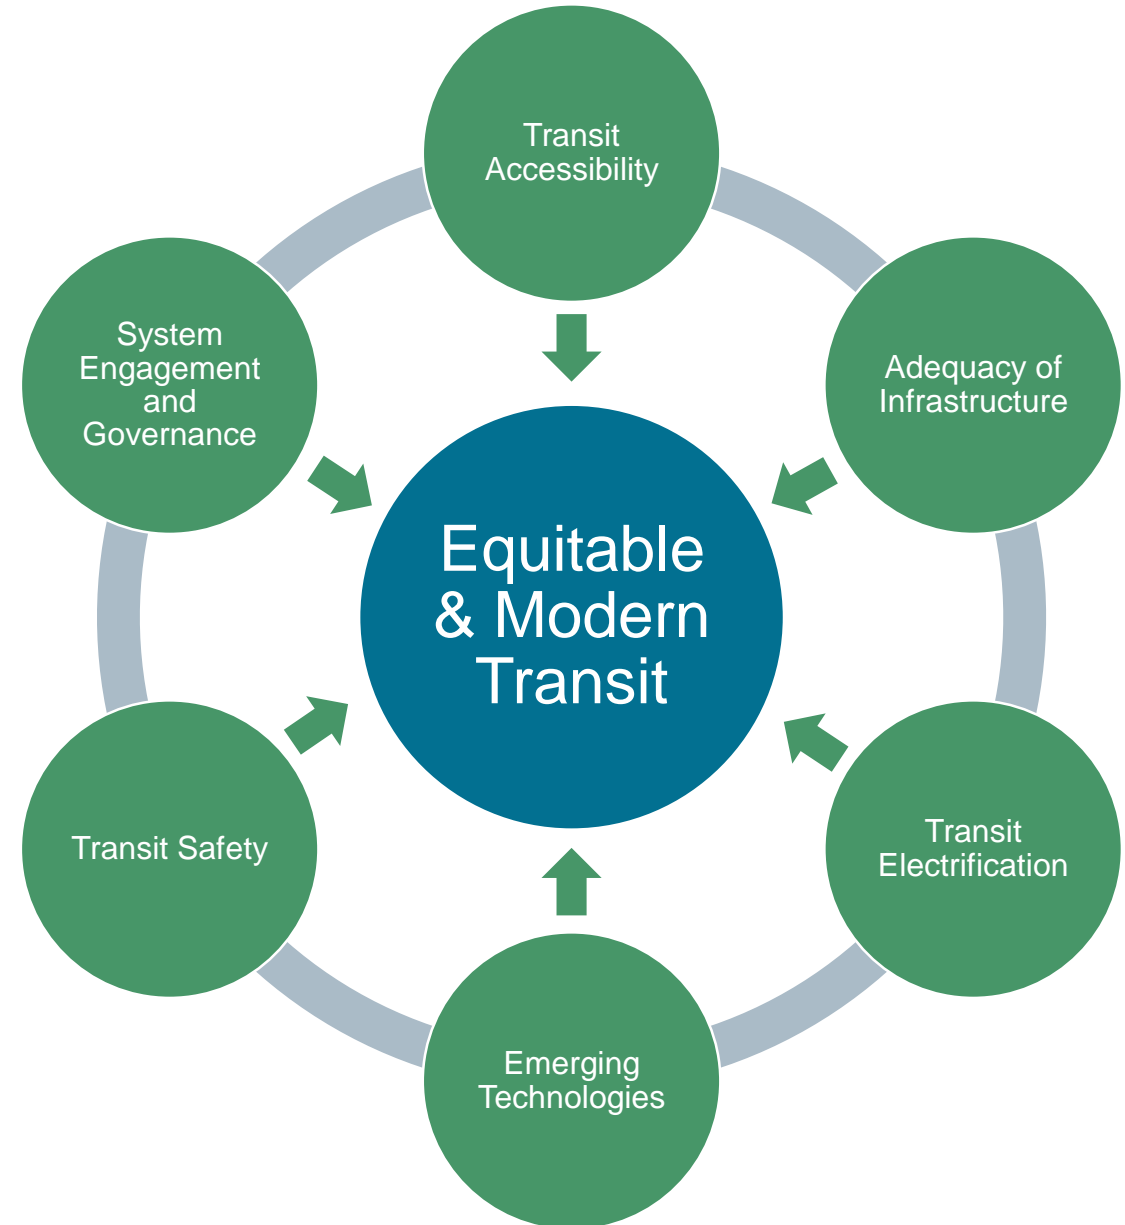 Transit
Accessibility
Adequacy of
Infrastructure
Transit
Electrification
Emerging
Technologies
Transit Safety
System
Engagement
and
Governance
Equitable
& Modern
Transit